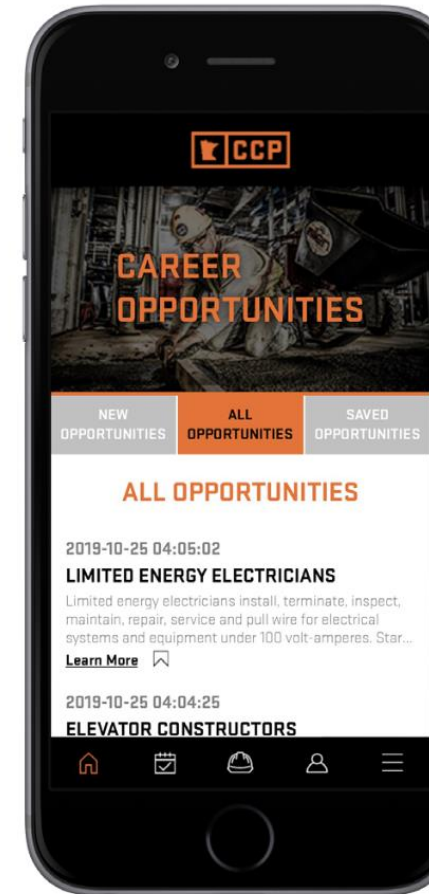 CCP
CAREER
OPPORTUNITIES
NEW
OPPORTUNITIES
ALL
OPPORTUNITIES
SAVED
OPPORTUNITIES
ALL OPPORTUNITIES
2019-10-25 04:05:02
LIMITED ENERGY ELECTRICIANS
Limited energy electricians install, terminate, inspect,
maintain, repair, service and pull wire for electrical
systems and equipment under 100 volt-amperes. Star...
Learn More
2019-10-25 04:04:25
ELEVATOR CONSTRUCTORS